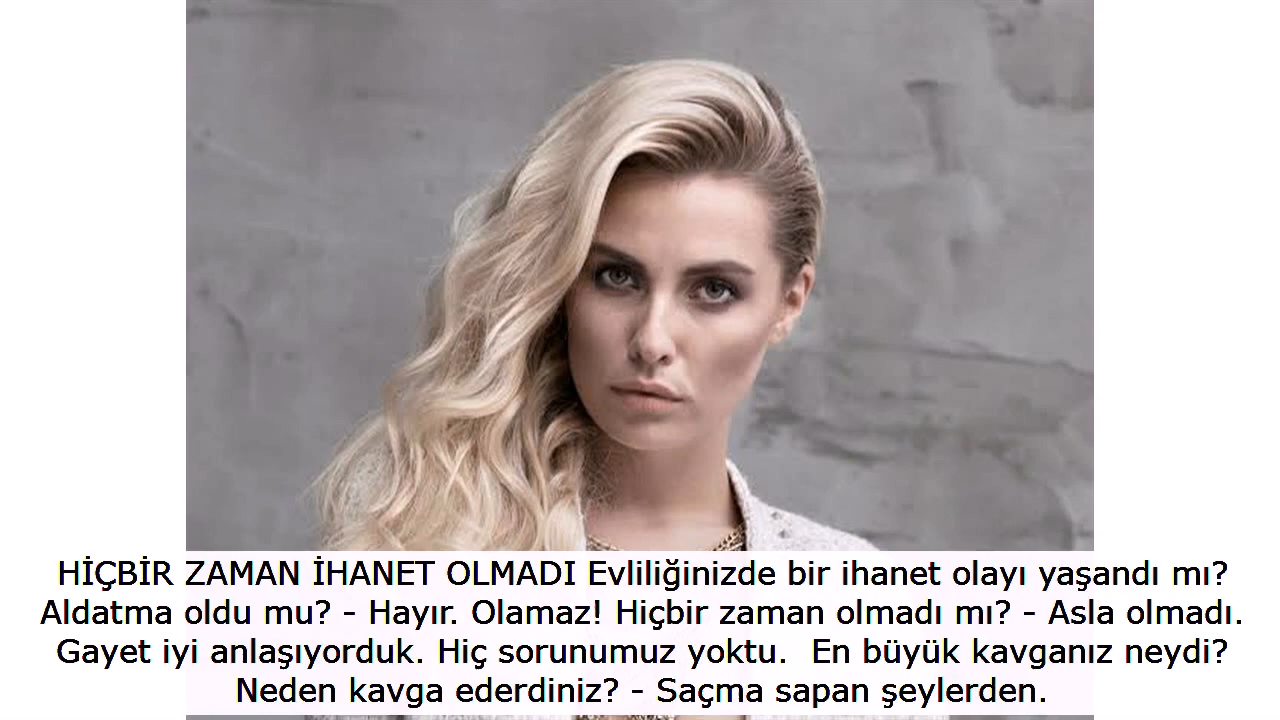 HİÇBİR ZAMAN İHANET OLMADI Evliliğinizde bir ihanet olayı yaşandı mı?
Aldatma oldu mu? - Hayır. Olamaz! Hiçbir zaman olmadı mı? - Asla olmadı.
Gayet iyi anlaşıyorduk. Hiç sorunumuz yoktu.  En büyük kavganız neydi?
Neden kavga ederdiniz? - Saçma sapan şeylerden.